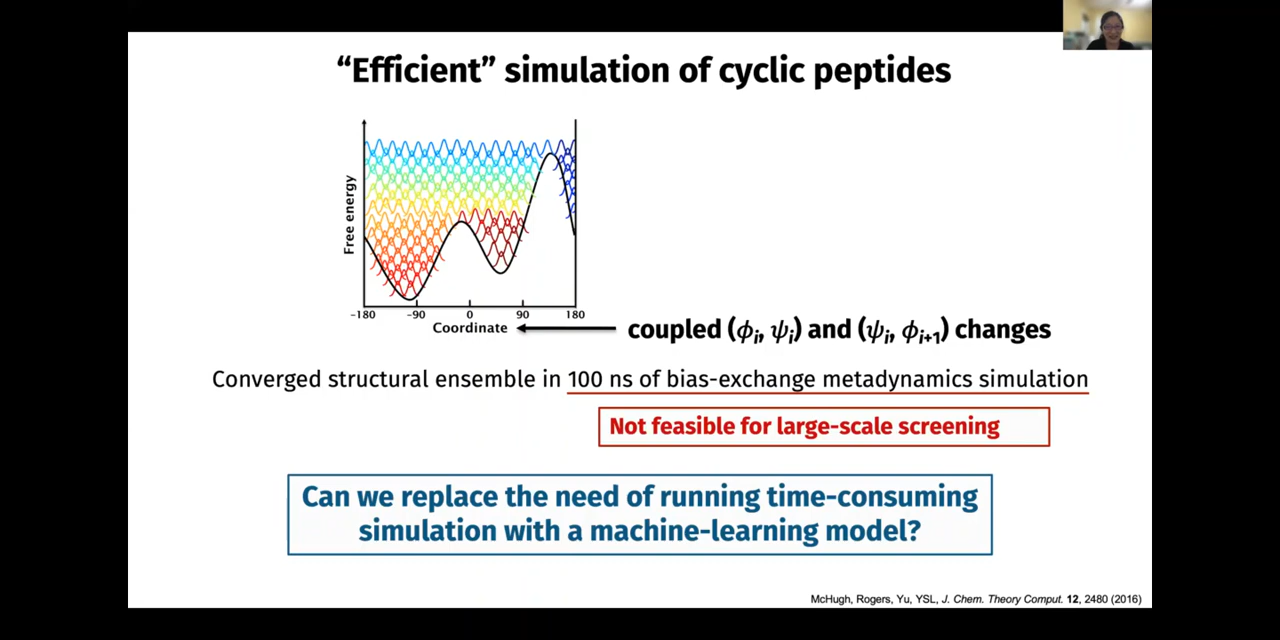 “Efficient” simulation of cyclic peptides
Free energy
-180 -90 0 90 180
Coordinate
coupled (ϕi, ψi) and (ψi, ϕi+1) changes
Converged structural ensemble in 100 ns of bias-exchange metadynamics simulation
Not feasible for large-scale screening
Can we replace the need of running time-consuming
simulation with a machine-learning model?
McHugh, Rogers, Yu, YSL, J. Chem. Theory Comput. 12, 2480 (2016)